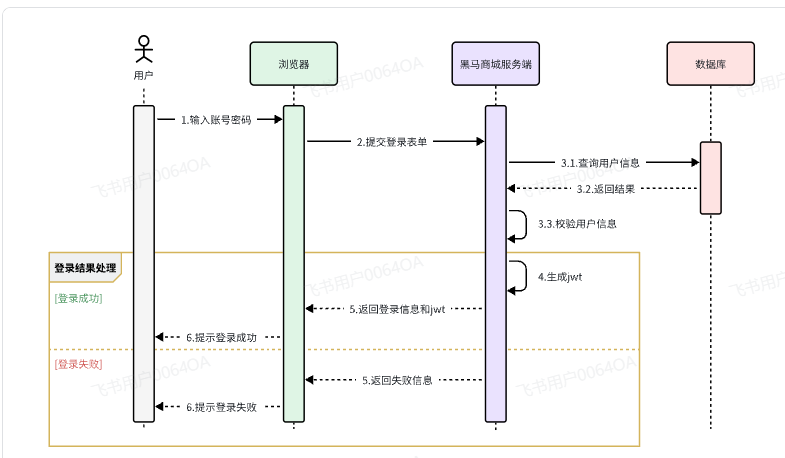 用户
浏览器
黑马商城服务端
数据库
1.输入账号密码
2.提交登录表单
3.1.查询用户信息
3.2.返回结果
3.3.校验用户信息
登录结果处理
4.生成jwt
[登录成功]
5.返回登录信息和jwt
6.提示登录成功
[登录失败]
5.返回失败信息
6.提示登录失败
飞书用户0064OA
飞书用户0064OA
飞书用户0064OA
飞书用户0064OA
飞书用户0064OA
飞书用户0064OA